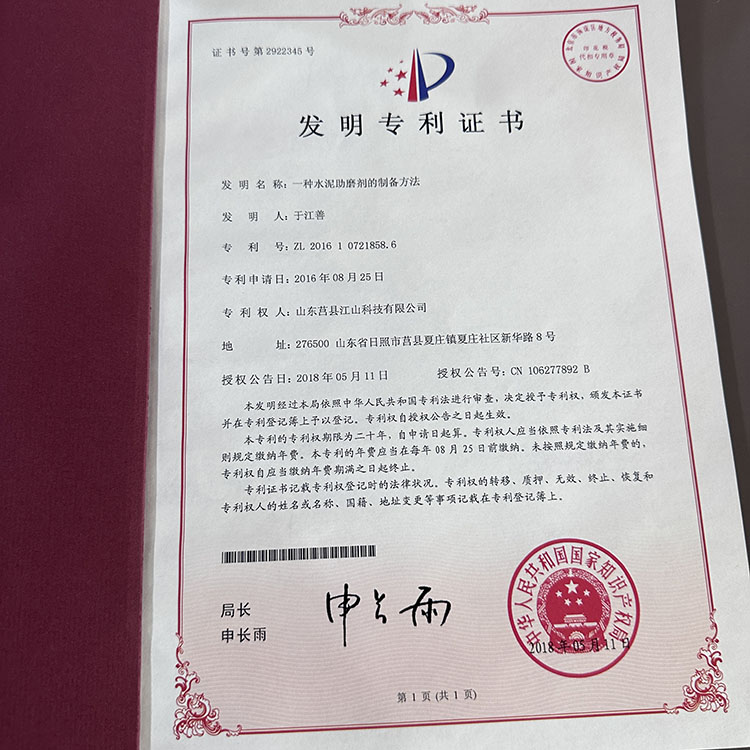 证书号第2922345号
印花税
代扣专用章
国家知识产权局
发明专利证书
发明名称：一种水泥助磨剂的制备方法
发明人：于江善
专利号：ZL 2016 1 0721858.6
专利申请日：2016年08月25日
专利权人：山东莒县江山科技有限公司
地址：276500 山东省日照市莒县夏庄镇夏庄社区新华路8号
授权公告日：2018年05月11日 授权公告号：CN 106277892 B
本发明经过本局依照中华人民共和国专利法进行审查，决定授予专利权，颁发本证书
并在专利登记簿上予以登记。专利权自授权公告之日起生效。
本专利的专利权期限为二十年，自申请日起算。专利权人应当依照专利法及其实施细
则规定缴纳年费。本专利的年费应当在每年08月25日前缴纳。未按照规定缴纳年费的，
专利权自应当缴纳年费期满之日起终止。
专利证书记载专利权登记时的法律状况。专利权的转移、质押、无效、终止、恢复和
专利权人的姓名或名称、国籍、地址变更等事项记载在专利登记簿上。
局长
申长雨
申长雨
中华人民共和国国家知识产权局
2018年05月11日
第1页（共1页）